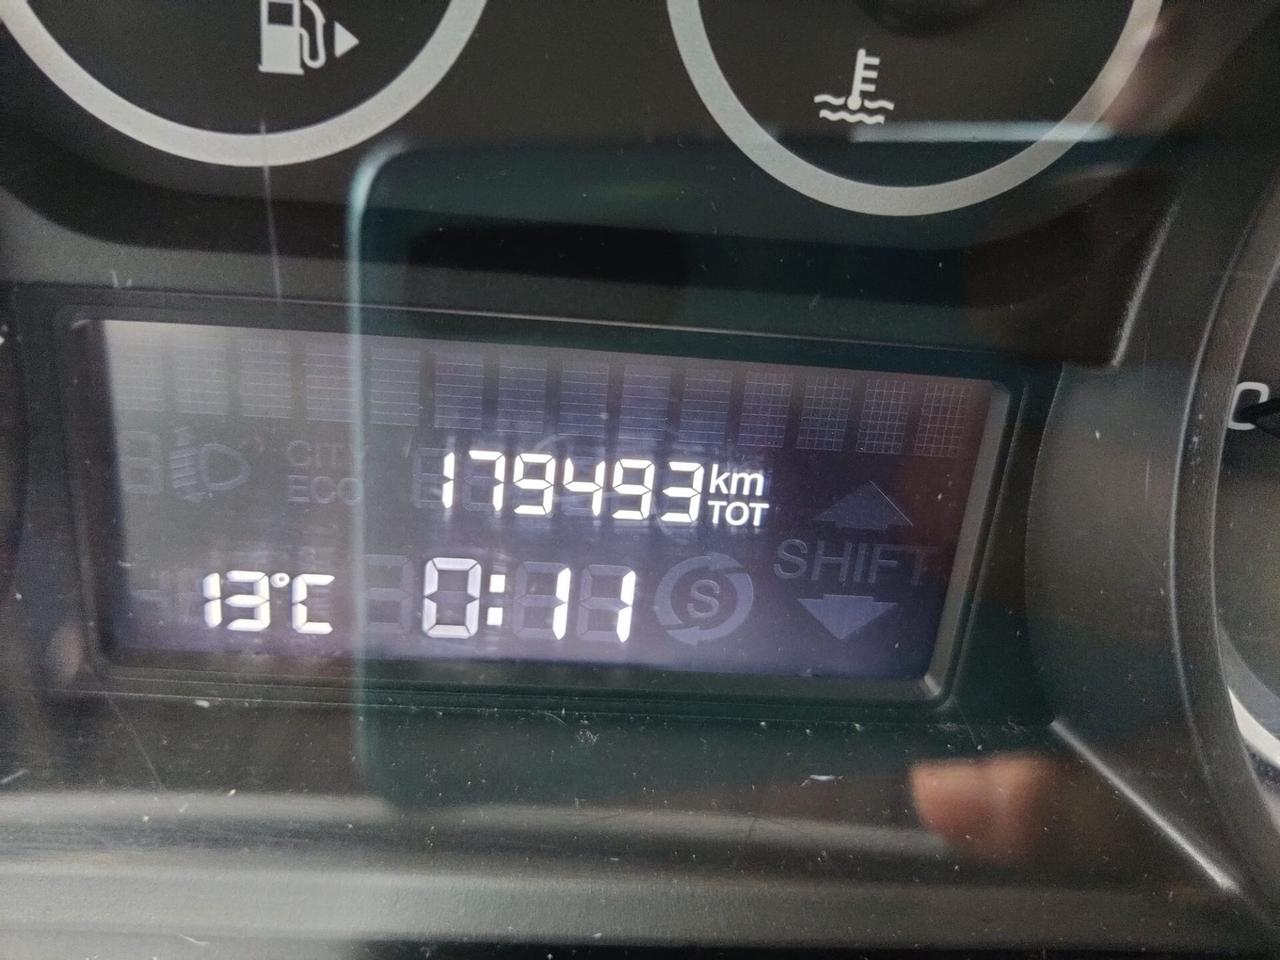 CITY
ECO
179493 km
TOT
SHIFT
13°C 0:11 S